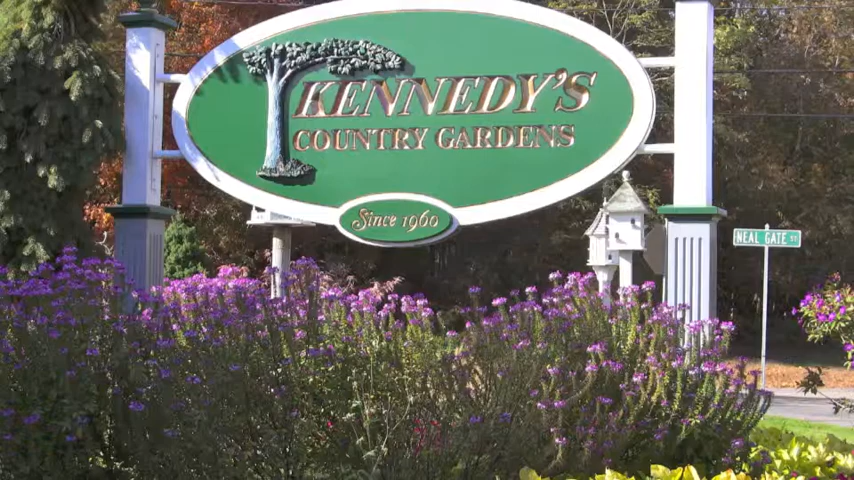 KENNEDY'S
COUNTRY GARDENS
Since 1960
NEAL GATE ST